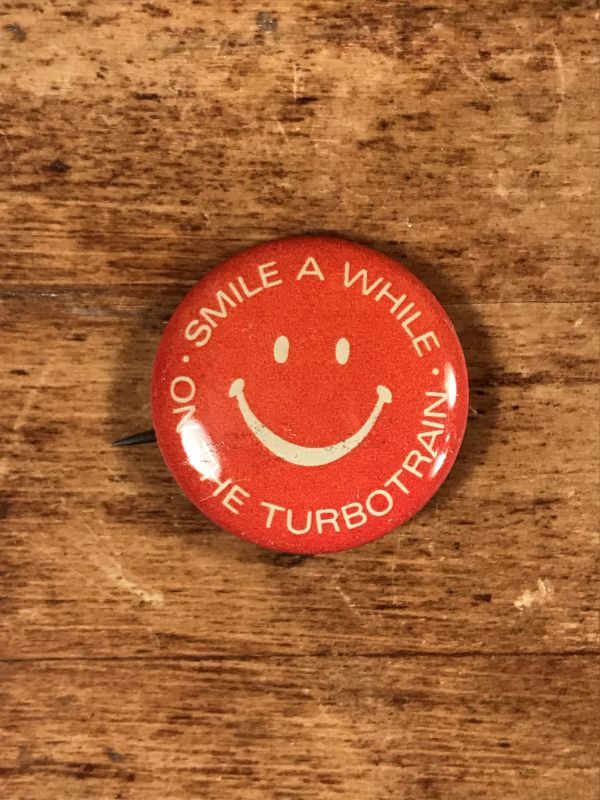 · SMILE A WHILE ·
ON THE TURBOTRAIN